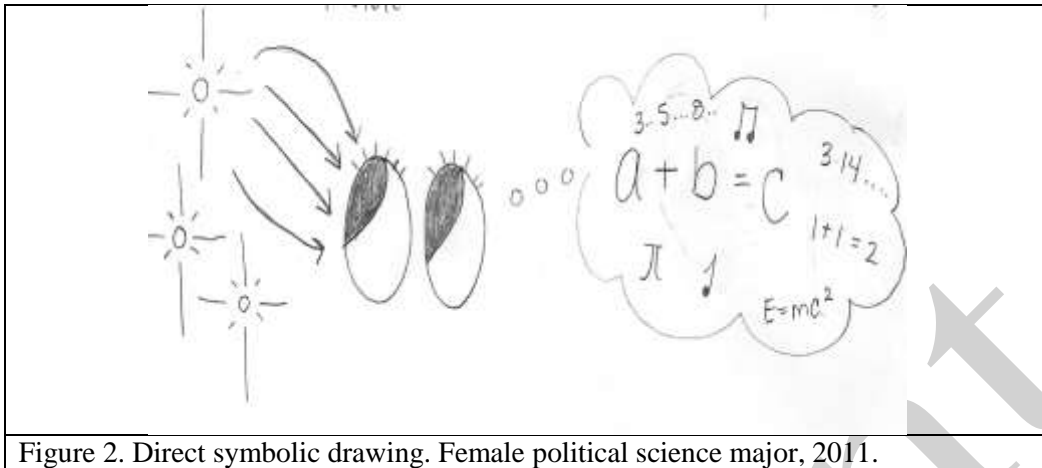 3..5...8..
a + b = c
3.14....
1+1=2
π
E=mc²
Figure 2. Direct symbolic drawing. Female political science major, 2011.